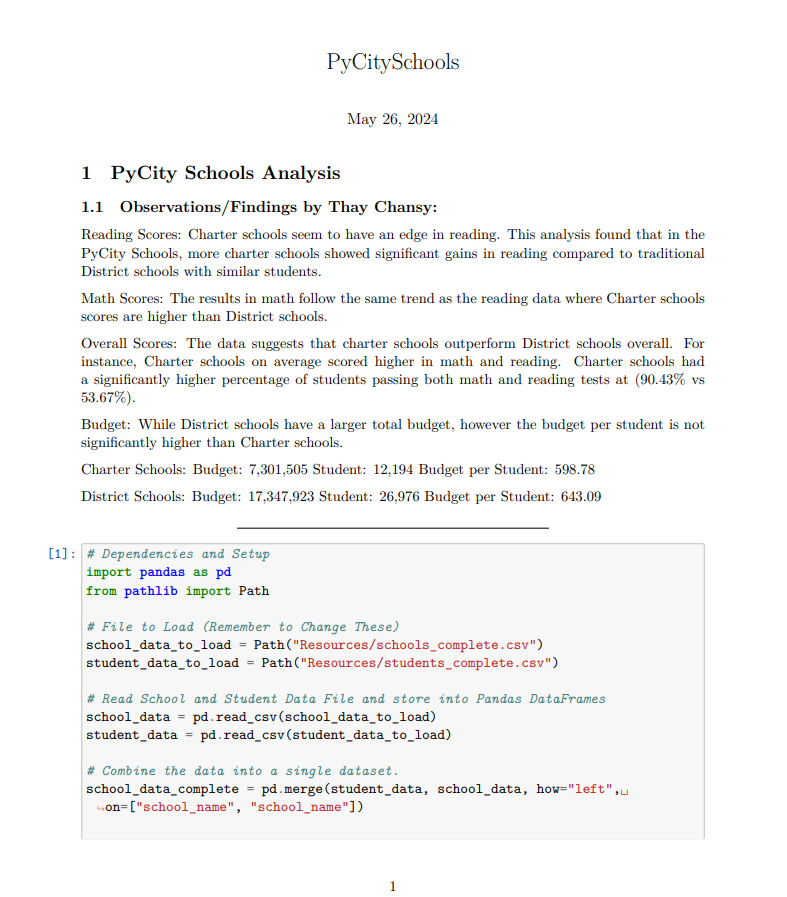 PyCitySchools
May 26, 2024
1 PyCity Schools Analysis
1.1 Observations/Findings by Thay Chansy:
Reading Scores: Charter schools seem to have an edge in reading. This analysis found that in the
PyCity Schools, more charter schools showed significant gains in reading compared to traditional
District schools with similar students.
Math Scores: The results in math follow the same trend as the reading data where Charter schools
scores are higher than District schools.
Overall Scores: The data suggests that charter schools outperform District schools overall. For
instance, Charter schools on average scored higher in math and reading. Charter schools had
a significantly higher percentage of students passing both math and reading tests at (90.43% vs
53.67%).
Budget: While District schools have a larger total budget, however the budget per student is not
significantly higher than Charter schools.
Charter Schools: Budget: 7,301,505 Student: 12,194 Budget per Student: 598.78
District Schools: Budget: 17,347,923 Student: 26,976 Budget per Student: 643.09
[1]: # Dependencies and Setup
import pandas as pd
from pathlib import Path
# File to Load (Remember to Change These)
school_data_to_load = Path("Resources/schools_complete.csv")
student_data_to_load = Path("Resources/students_complete.csv")
# Read School and Student Data File and store into Pandas DataFrames
school_data = pd.read_csv(school_data_to_load)
student_data = pd.read_csv(student_data_to_load)
# Combine the data into a single dataset.
school_data_complete = pd.merge(student_data, school_data, how="left",␣
↪on=["school_name", "school_name"])
1